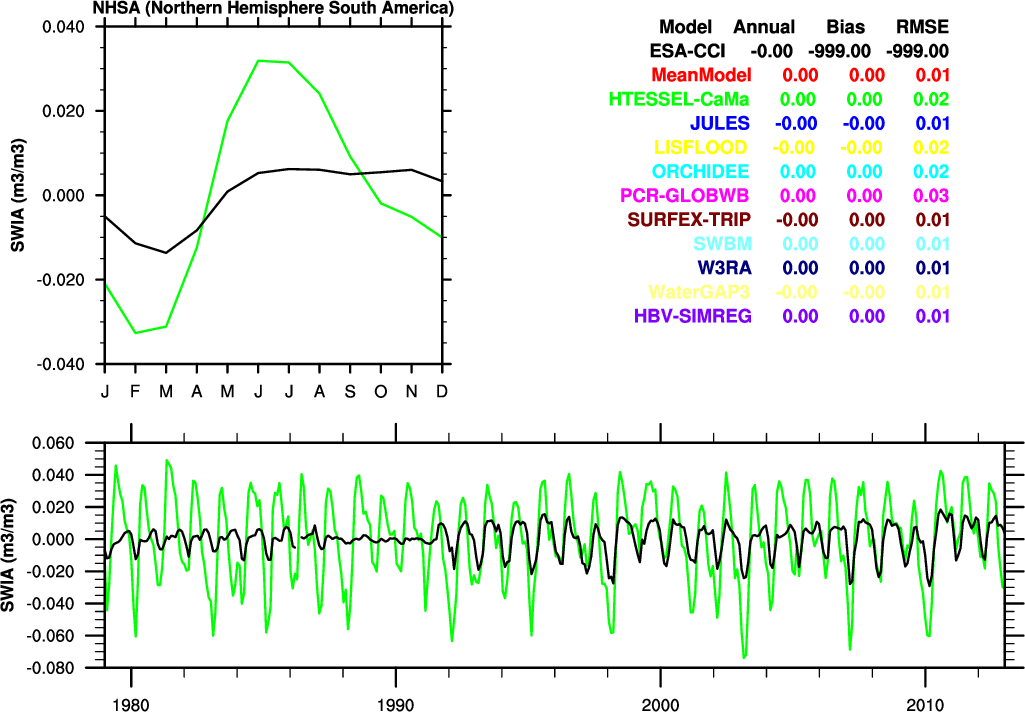 NHSA (Northern Hemisphere South America)
0.040
0.020
0.000
-0.020
-0.040
SWIA (m3/m3)
J F M A M J J A S O N D
Model Annual Bias RMSE
ESA-CCI -0.00 -999.00 -999.00
MeanModel 0.00 0.00 0.01
HTESSEL-CaMa 0.00 0.00 0.02
JULES -0.00 -0.00 0.01
LISFLOOD -0.00 -0.00 0.02
ORCHIDEE 0.00 0.00 0.02
PCR-GLOBWB 0.00 0.00 0.03
SURFEX-TRIP -0.00 0.00 0.01
SWBM 0.00 0.00 0.01
W3RA 0.00 0.00 0.01
WaterGAP3 -0.00 -0.00 0.01
HBV-SIMREG 0.00 0.00 0.01
0.060
0.040
0.020
0.000
-0.020
-0.040
-0.060
-0.080
SWIA (m3/m3)
1980 1990 2000 2010